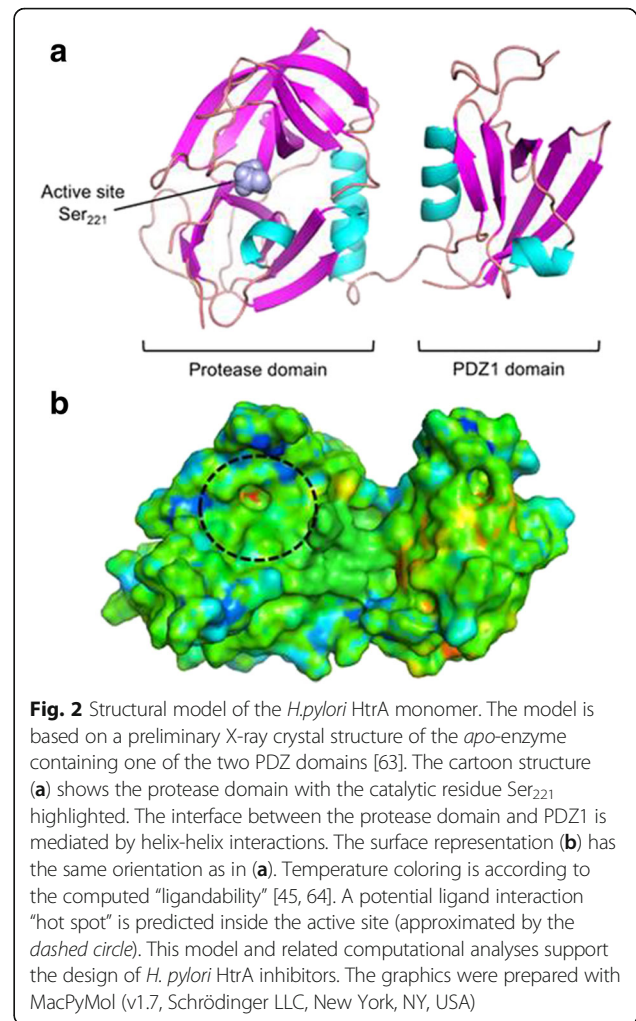 a
Active site
Ser221
Protease domain
PDZ1 domain
b
Fig. 2 Structural model of the H.pylori HtrA monomer. The model is
based on a preliminary X-ray crystal structure of the apo-enzyme
containing one of the two PDZ domains [63]. The cartoon structure
(a) shows the protease domain with the catalytic residue Ser221
highlighted. The interface between the protease domain and PDZ1 is
mediated by helix-helix interactions. The surface representation (b) has
the same orientation as in (a). Temperature coloring is according to
the computed “ligandability” [45, 64]. A potential ligand interaction
“hot spot” is predicted inside the active site (approximated by the
dashed circle). This model and related computational analyses support
the design of H. pylori HtrA inhibitors. The graphics were prepared with
MacPyMol (v1.7, Schrödinger LLC, New York, NY, USA)